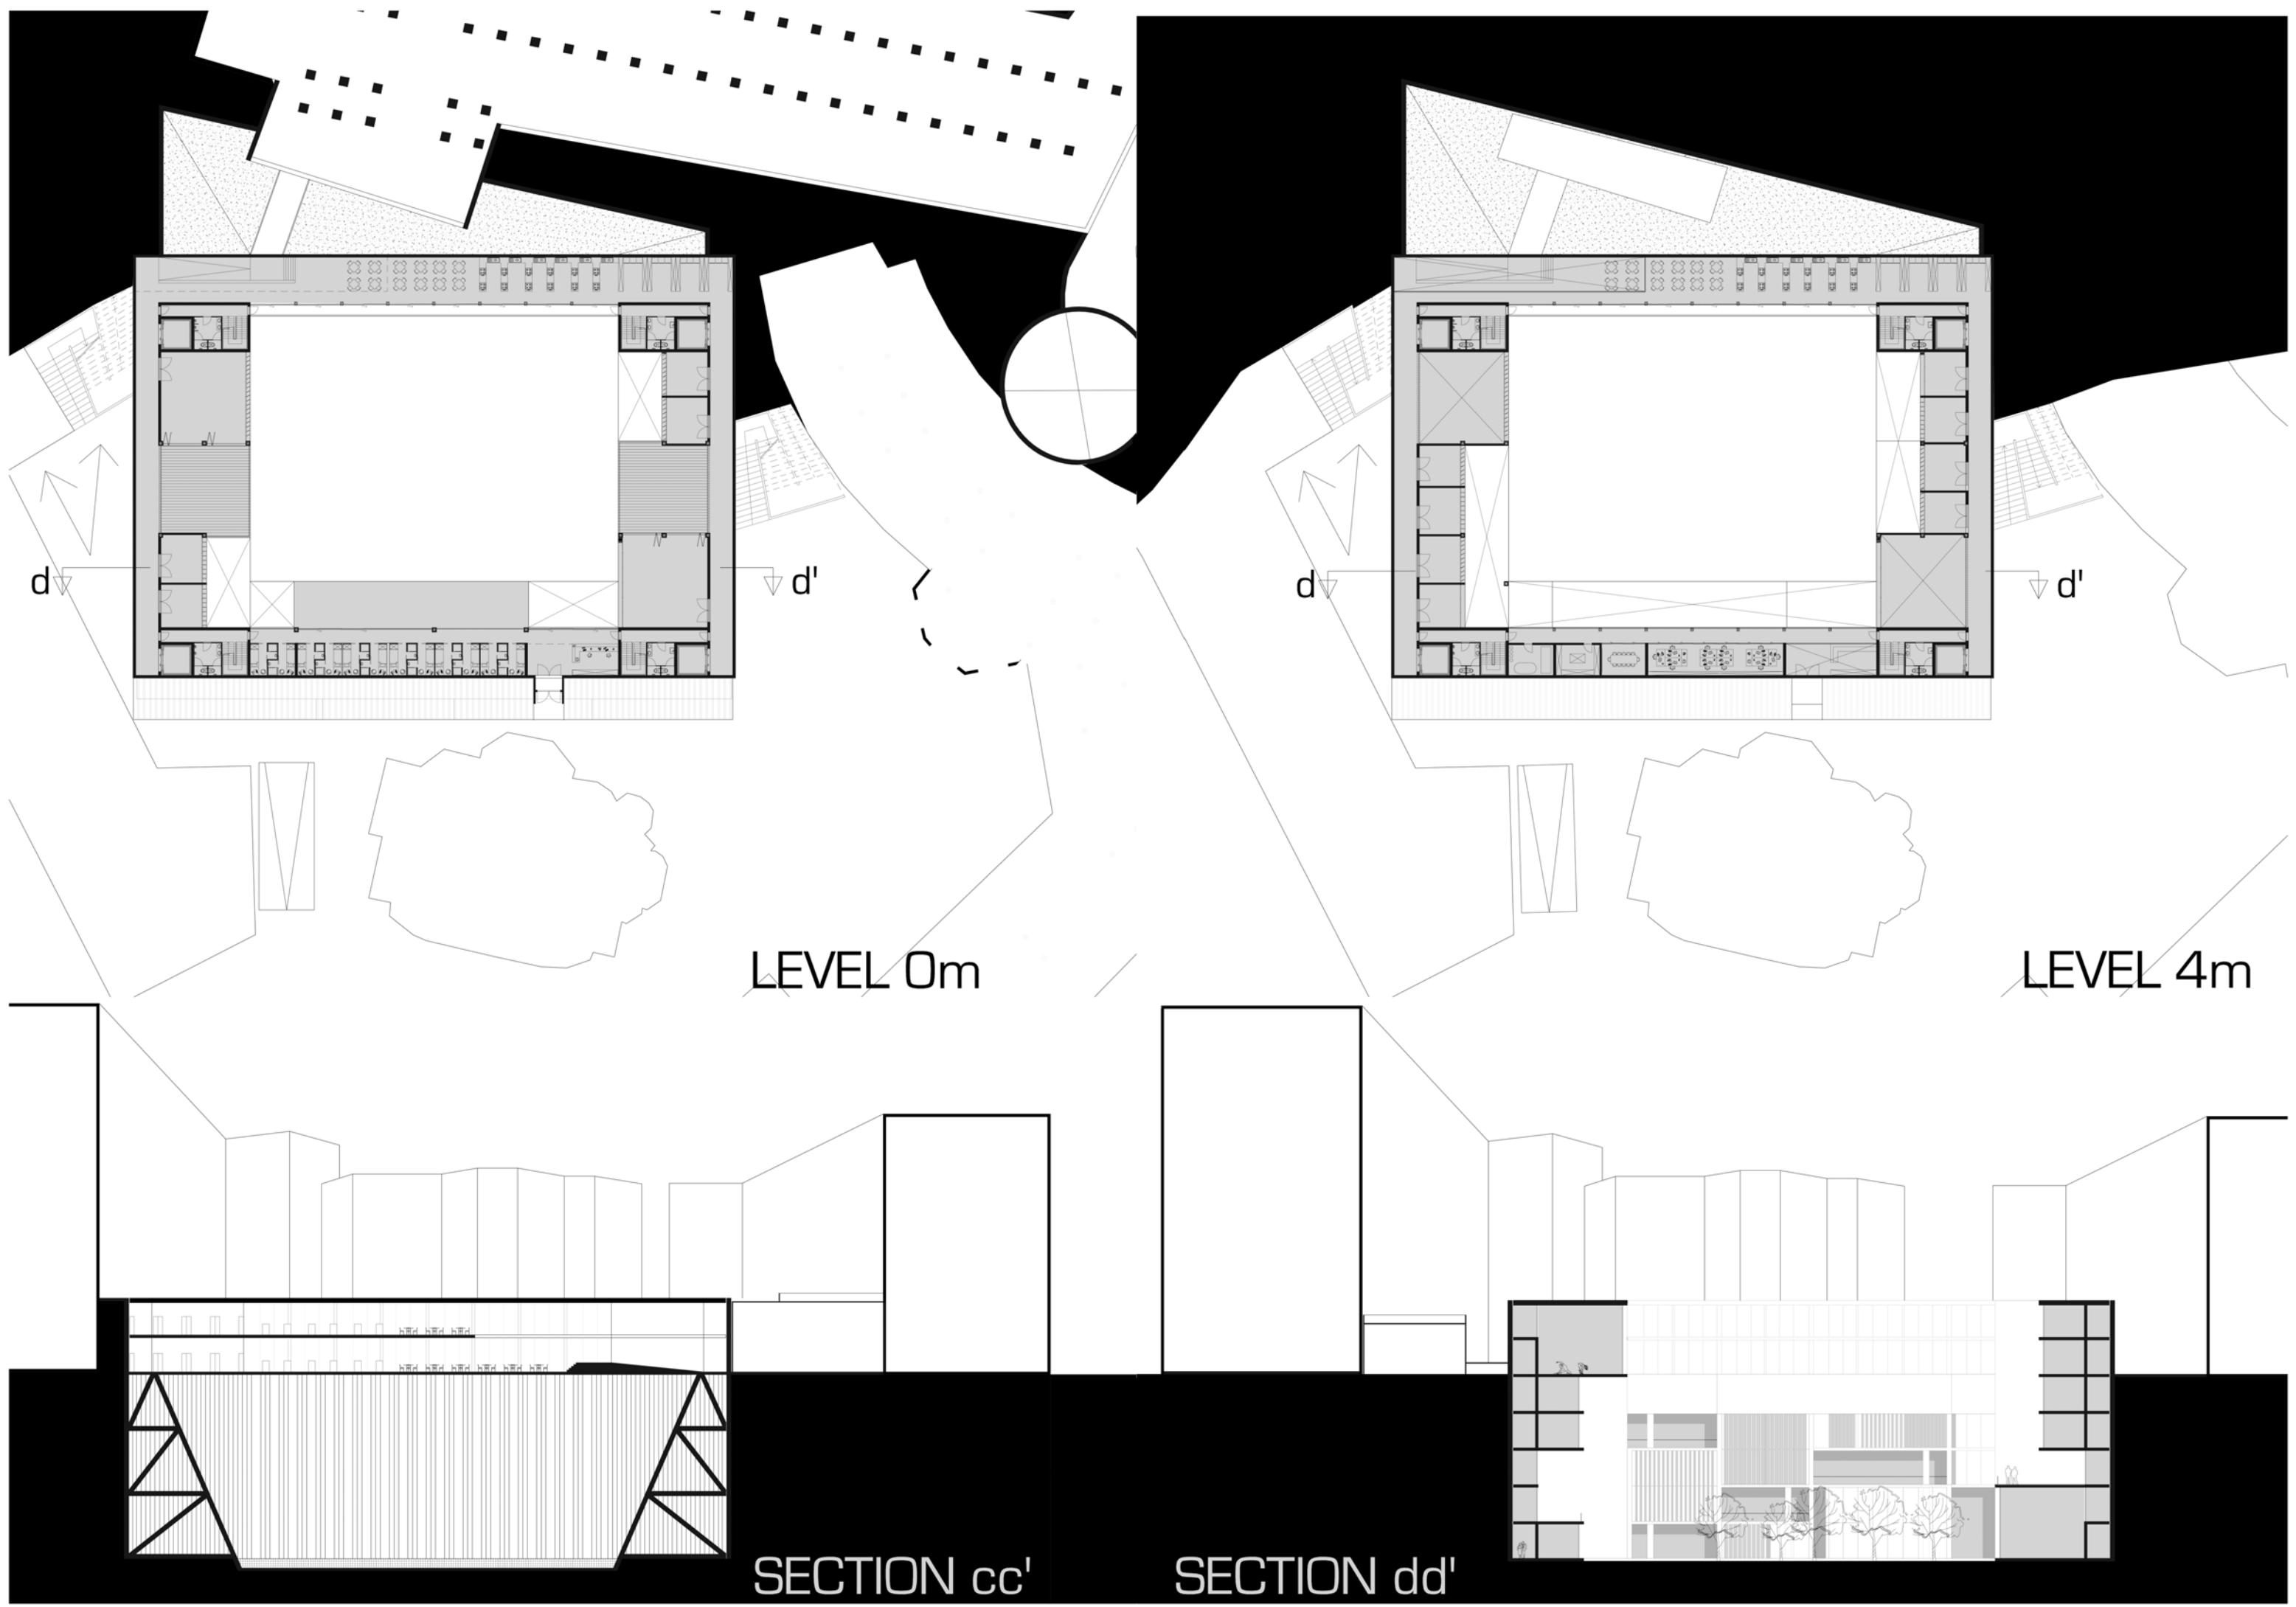 d
d'
d
d'
LEVEL 0m
LEVEL 4m
SECTION cc'
SECTION dd'